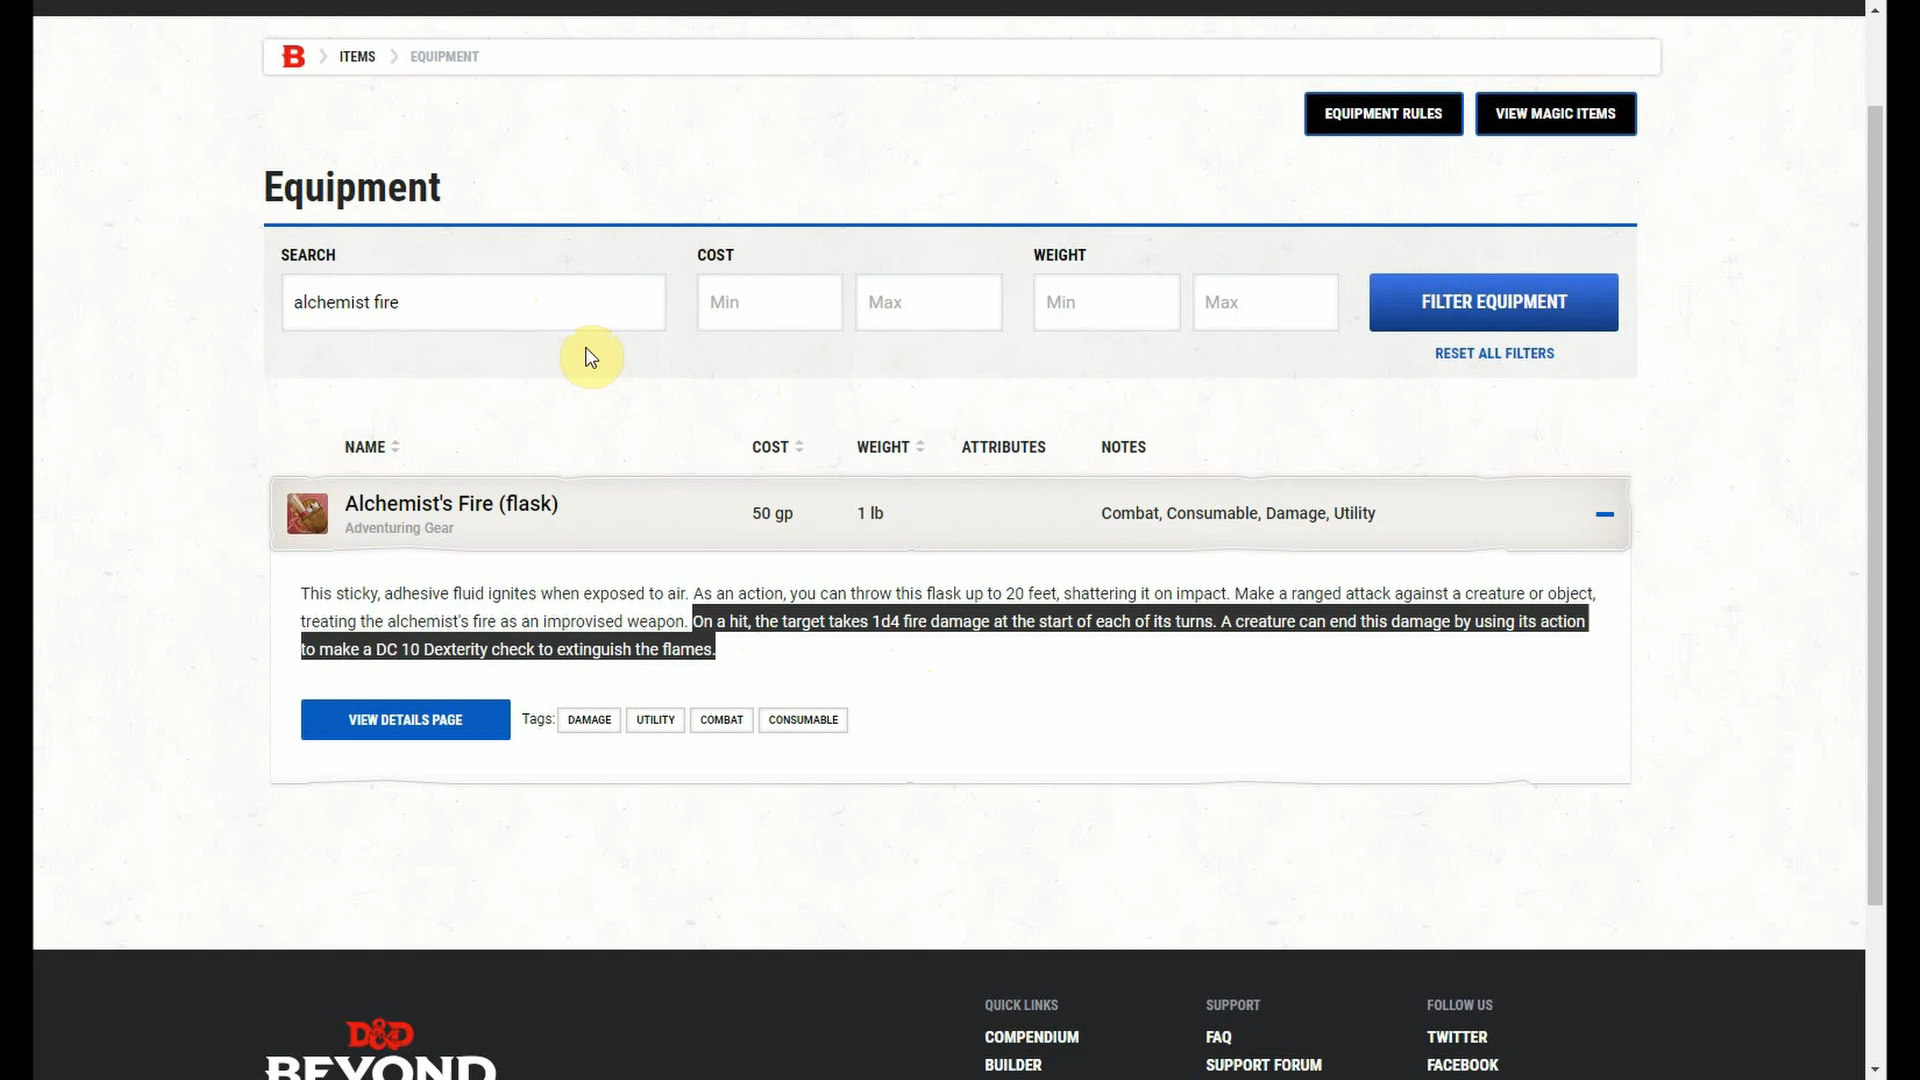 B ITEMS EQUIPMENT
EQUIPMENT RULES VIEW MAGIC ITEMS
Equipment
SEARCH COST WEIGHT
alchemist fire Min Max Min Max FILTER EQUIPMENT
RESET ALL FILTERS
NAME COST WEIGHT ATTRIBUTES NOTES
Alchemist's Fire (flask)
Adventuring Gear
50 gp 1 lb Combat, Consumable, Damage, Utility
This sticky, adhesive fluid ignites when exposed to air. As an action, you can throw this flask up to 20 feet, shattering it on impact. Make a ranged attack against a creature or object,
treating the alchemist's fire as an improvised weapon. On a hit, the target takes 1d4 fire damage at the start of each of its turns. A creature can end this damage by using its action
to make a DC 10 Dexterity check to extinguish the flames.
VIEW DETAILS PAGE Tags: DAMAGE UTILITY COMBAT CONSUMABLE
QUICK LINKS SUPPORT FOLLOW US
D&D
COMPENDIUM FAQ TWITTER
BEYOND
BUILDER SUPPORT FORUM FACEBOOK